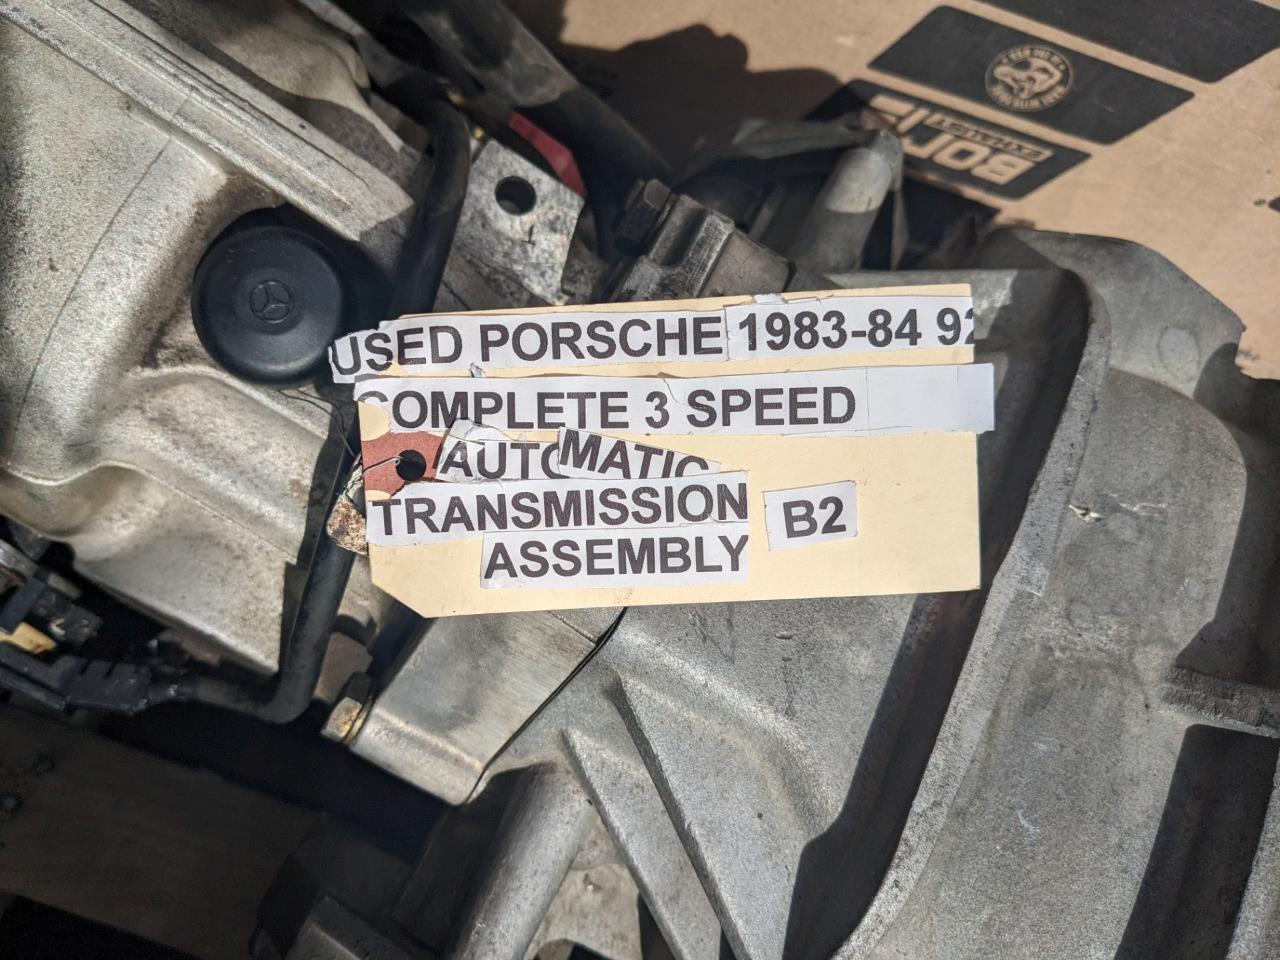 USED PORSCHE 1983-84 92
COMPLETE 3 SPEED
AUTOMATIC
TRANSMISSION
ASSEMBLY B2
BORLA
EXHAUST